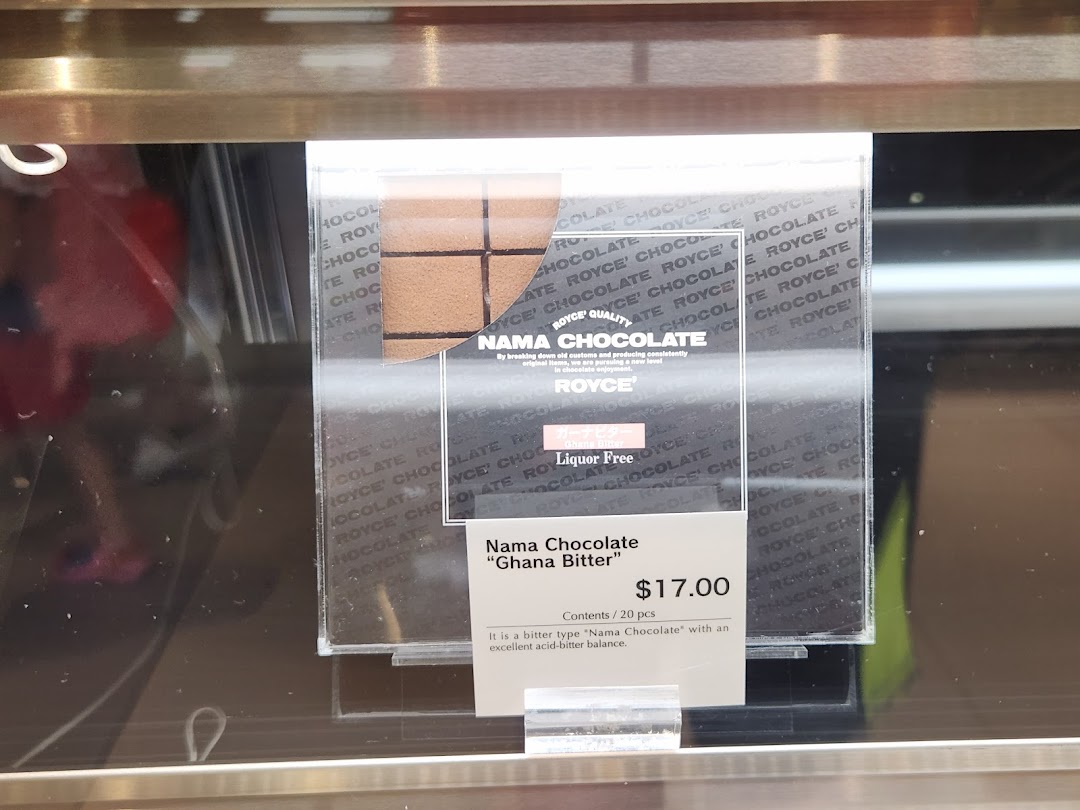 ROYCE' QUALITY
NAMA CHOCOLATE
By breaking down old customs and producing consistently
original items, we are pursuing a new level
in chocolate enjoyment.
ROYCE'
ガーナビター
Ghana Bitter
Liquor Free
Nama Chocolate
“Ghana Bitter”
$17.00
Contents / 20 pcs
It is a bitter type "Nama Chocolate" with an
excellent acid-bitter balance.